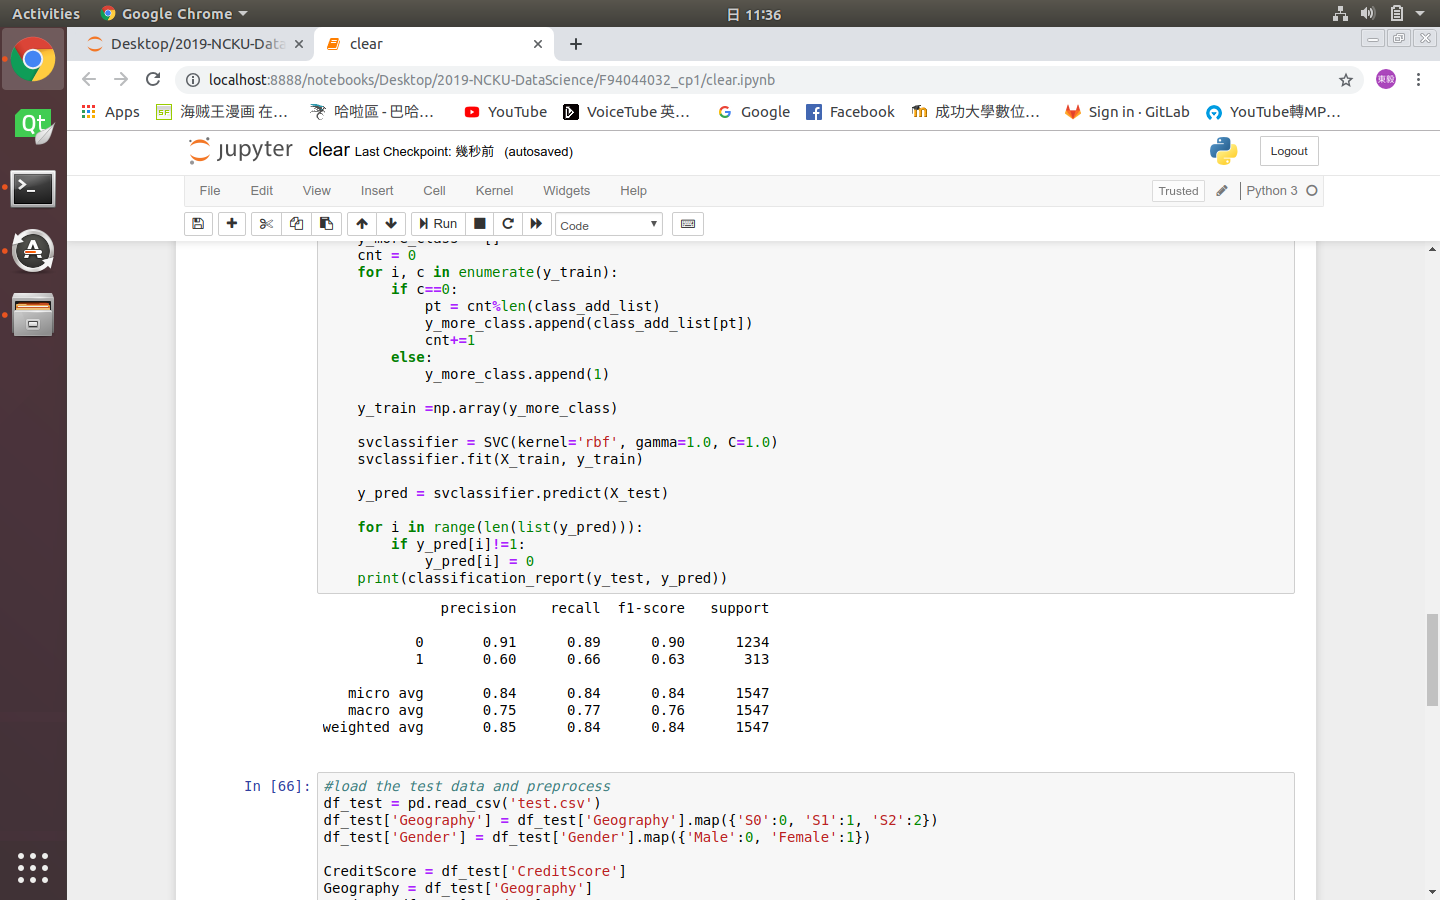 Activities Google Chrome 日 11:36
Desktop/2019-NCKU-Data clear
localhost:8888/notebooks/Desktop/2019-NCKU-DataScience/F94044032_cp1/clear.ipynb 東毅
Apps SF 海贼王漫画 在… 哈啦區 - 巴哈… YouTube VoiceTube 英… Google Facebook 成功大學數位… Sign in · GitLab YouTube轉MP…
jupyter clear Last Checkpoint: 幾秒前 (autosaved) Logout
File Edit View Insert Cell Kernel Widgets Help Trusted Python 3
Run Code
y_more_class = []
cnt = 0
for i, c in enumerate(y_train):
if c==0:
pt = cnt%len(class_add_list)
y_more_class.append(class_add_list[pt])
cnt+=1
else:
y_more_class.append(1)
y_train =np.array(y_more_class)
svclassifier = SVC(kernel='rbf', gamma=1.0, C=1.0)
svclassifier.fit(X_train, y_train)
y_pred = svclassifier.predict(X_test)
for i in range(len(list(y_pred))):
if y_pred[i]!=1:
y_pred[i] = 0
print(classification_report(y_test, y_pred))
precision recall f1-score support
0 0.91 0.89 0.90 1234
1 0.60 0.66 0.63 313
micro avg 0.84 0.84 0.84 1547
macro avg 0.75 0.77 0.76 1547
weighted avg 0.85 0.84 0.84 1547
In [66]: #load the test data and preprocess
df_test = pd.read_csv('test.csv')
df_test['Geography'] = df_test['Geography'].map({'S0':0, 'S1':1, 'S2':2})
df_test['Gender'] = df_test['Gender'].map({'Male':0, 'Female':1})
CreditScore = df_test['CreditScore']
Geography = df_test['Geography']